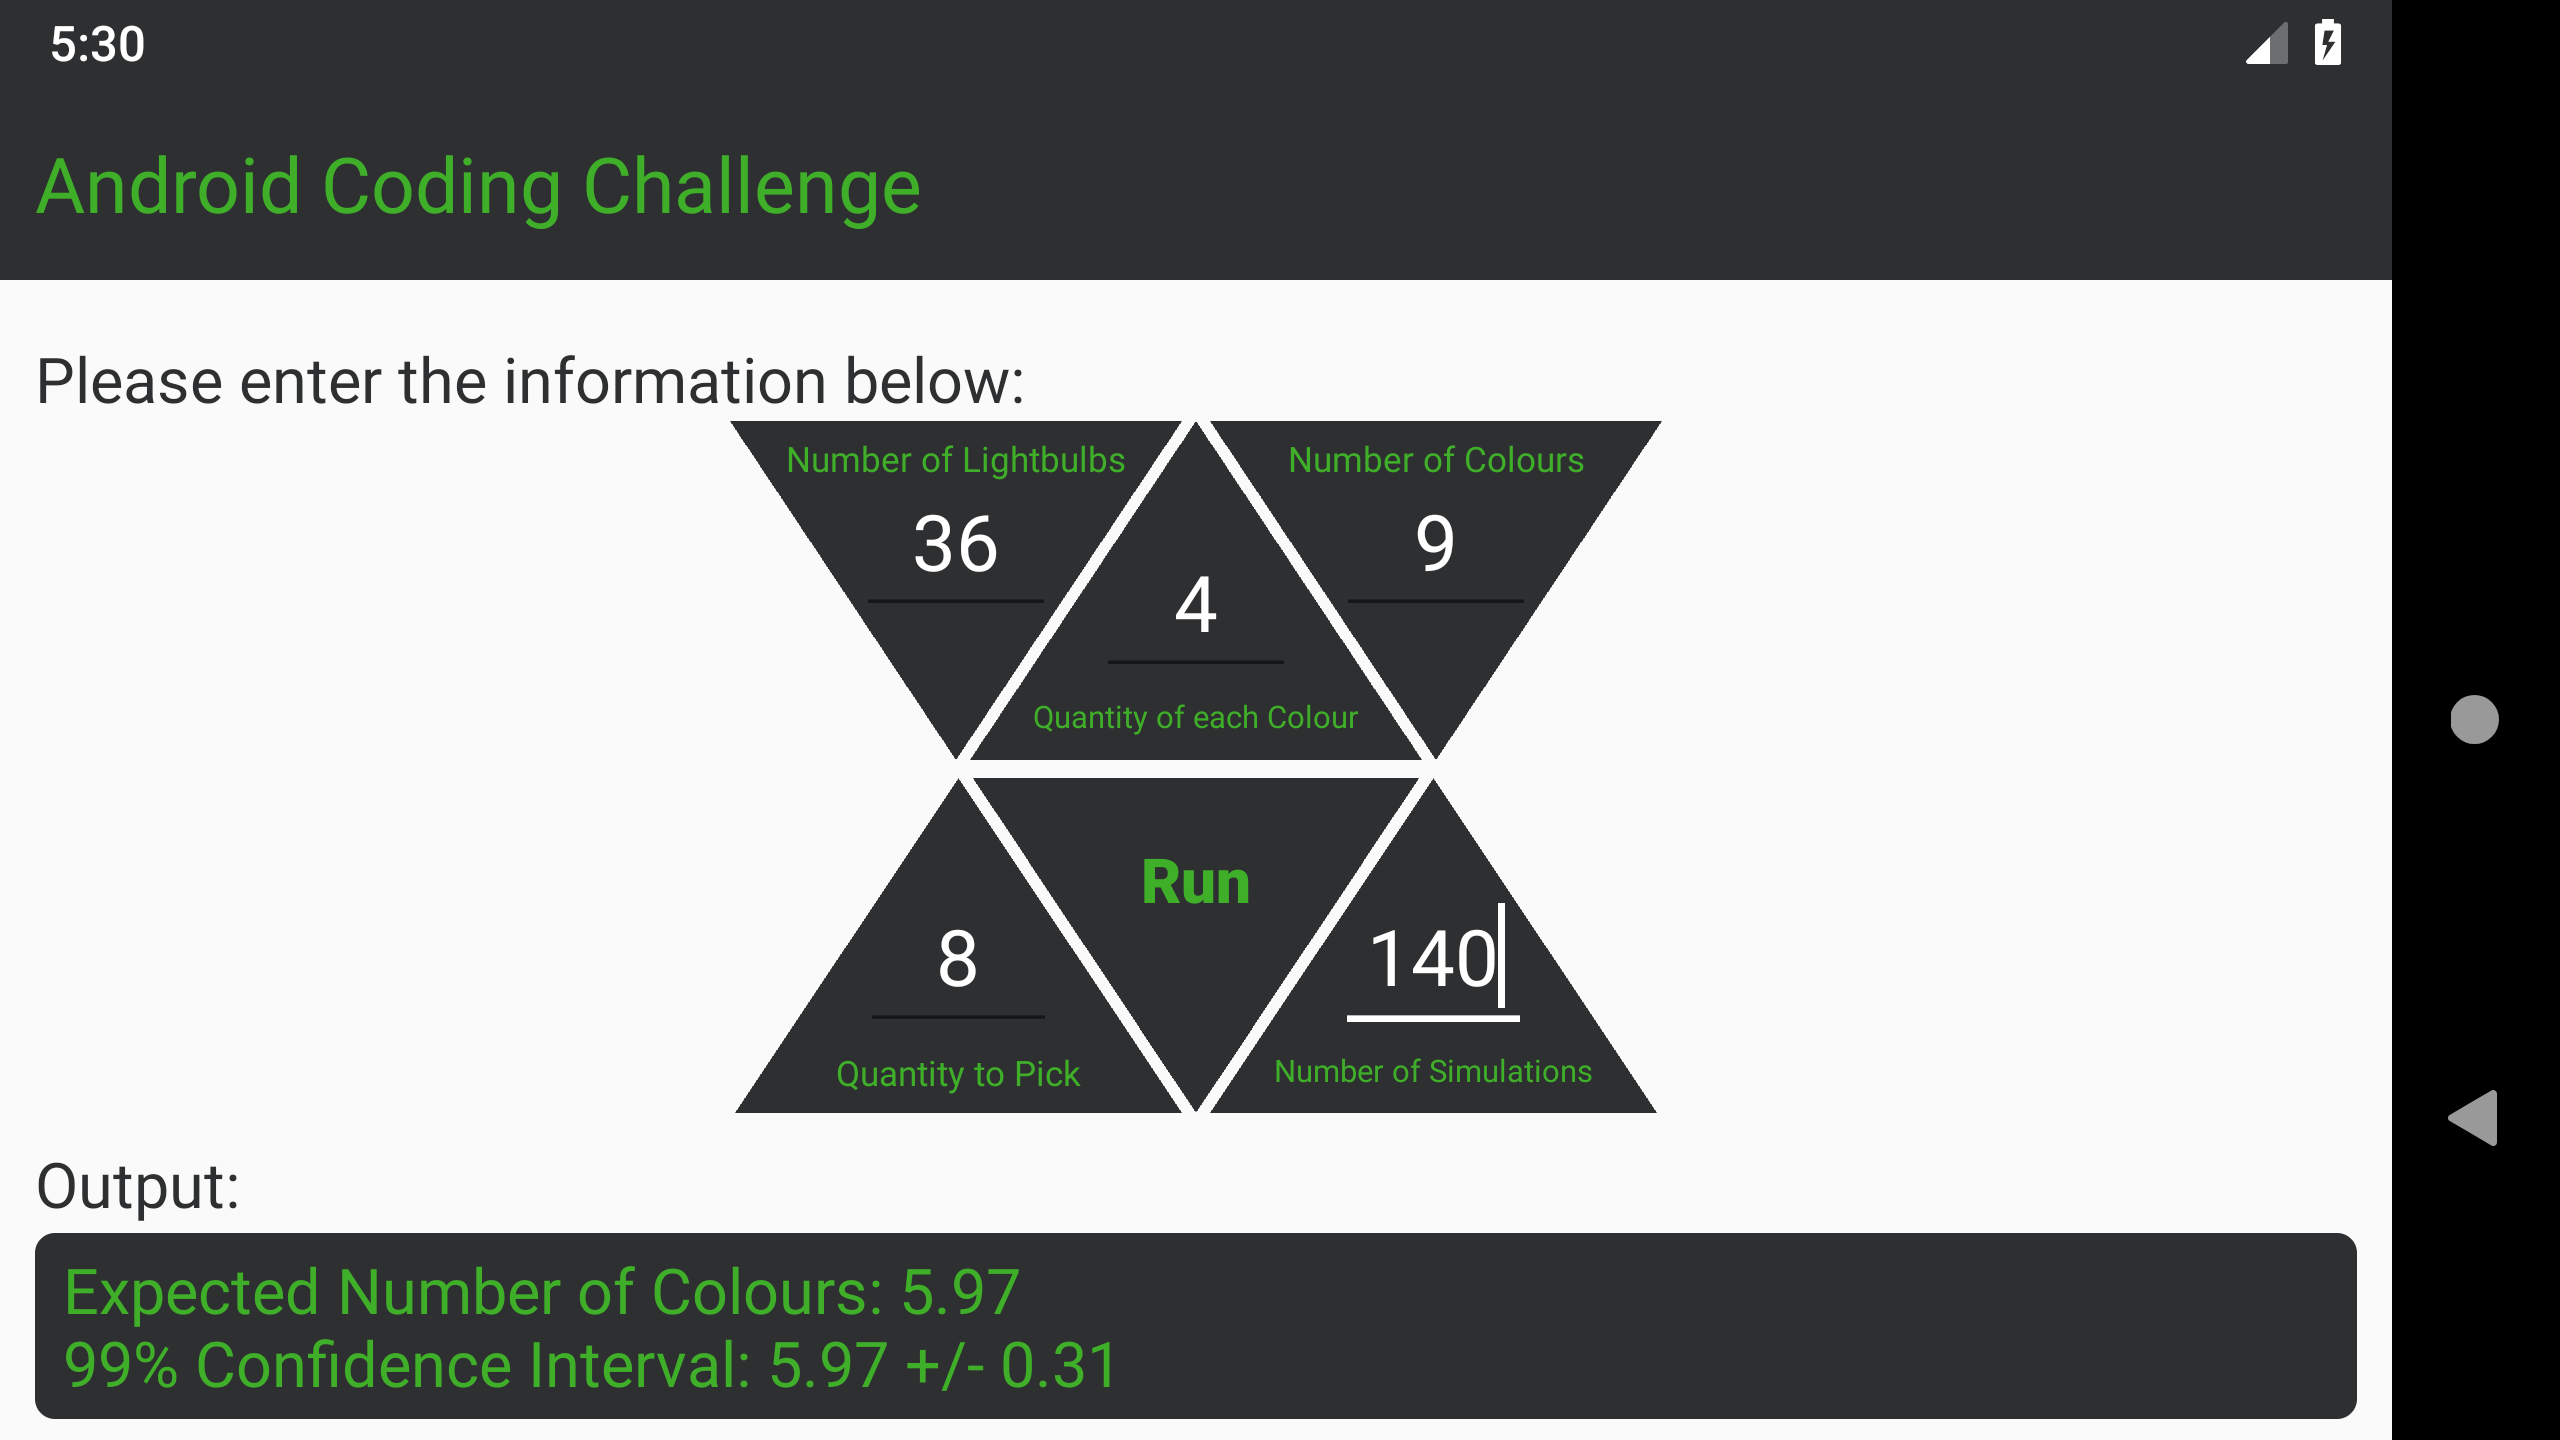 5:30
Android Coding Challenge
Please enter the information below:
Number of Lightbulbs
36
4
Quantity of each Colour
Number of Colours
9
8
Quantity to Pick
Run
140
Number of Simulations
Output:
Expected Number of Colours: 5.97
99% Confidence Interval: 5.97 +/- 0.31